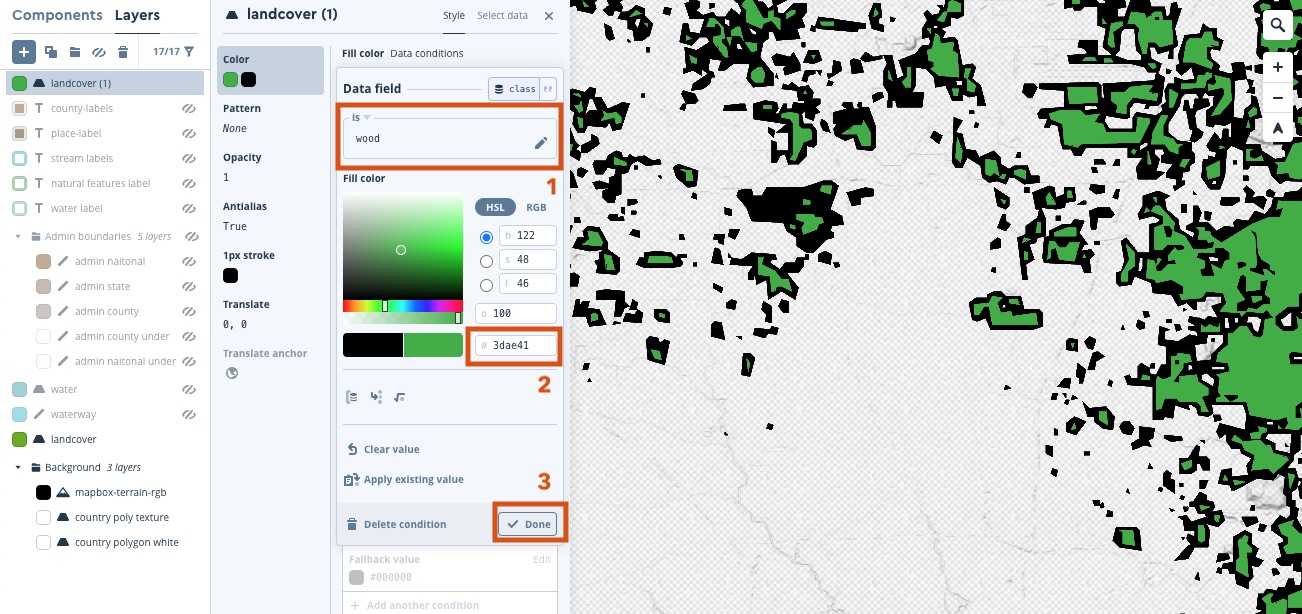 Components Layers
17/17
landcover (1)
T county-labels
T place-label
T stream labels
T natural features label
T water label
Admin boundaries 5 layers
admin naitonal
admin state
admin county
admin county under
admin naitonal under
water
waterway
landcover
Background 3 layers
mapbox-terrain-rgb
country poly texture
country polygon white
landcover (1)
Style Select data
Color
Pattern
None
Opacity
1
Antialias
True
1px stroke
Translate
0, 0
Translate anchor
Fill color Data conditions
Data field
class
is
wood
1
Fill color
HSL RGB
h 122
s 48
l 46
a 100
# 3dae41
2
Clear value
Apply existing value
3
Delete condition
Done
Fallback value Edit
#000000
+ Add another condition